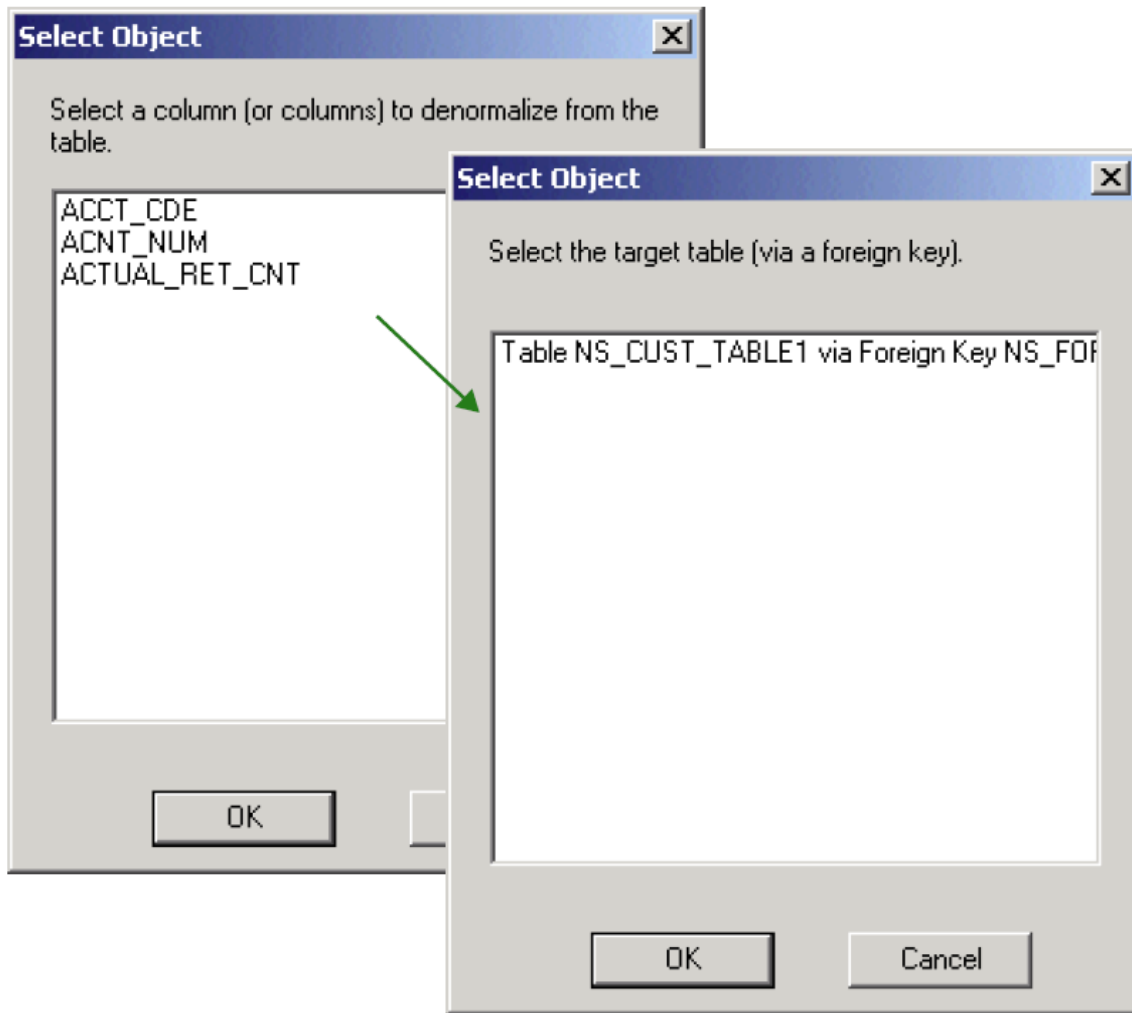 Select Object
Select a column (or columns) to denormalize from the
table.
ACCT_CDE
ACNT_NUM
ACTUAL_RET_CNT
OK
Select Object
Select the target table (via a foreign key).
Table NS_CUST_TABLE1 via Foreign Key NS_FOR
OK
Cancel